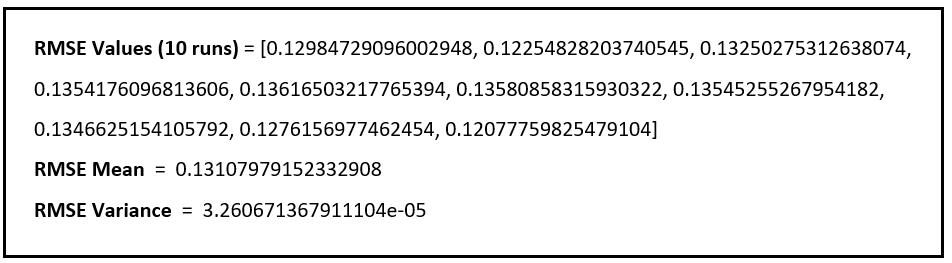 RMSE Values (10 runs) = [0.12984729096002948, 0.12254828203740545, 0.13250275312638074,
0.1354176096813606, 0.13616503217765394, 0.13580858315930322, 0.13545255267954182,
0.1346625154105792, 0.1276156977462454, 0.12077759825479104]
RMSE Mean = 0.13107979152332908
RMSE Variance = 3.260671367911104e-05